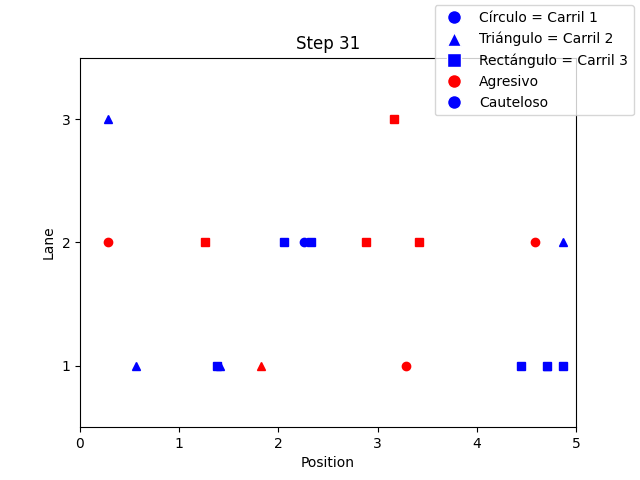 Step 31
Círculo = Carril 1
Triángulo = Carril 2
Rectángulo = Carril 3
Agresivo
Cauteloso
Lane
3
2
1
0 1 2 3 4 5
Position